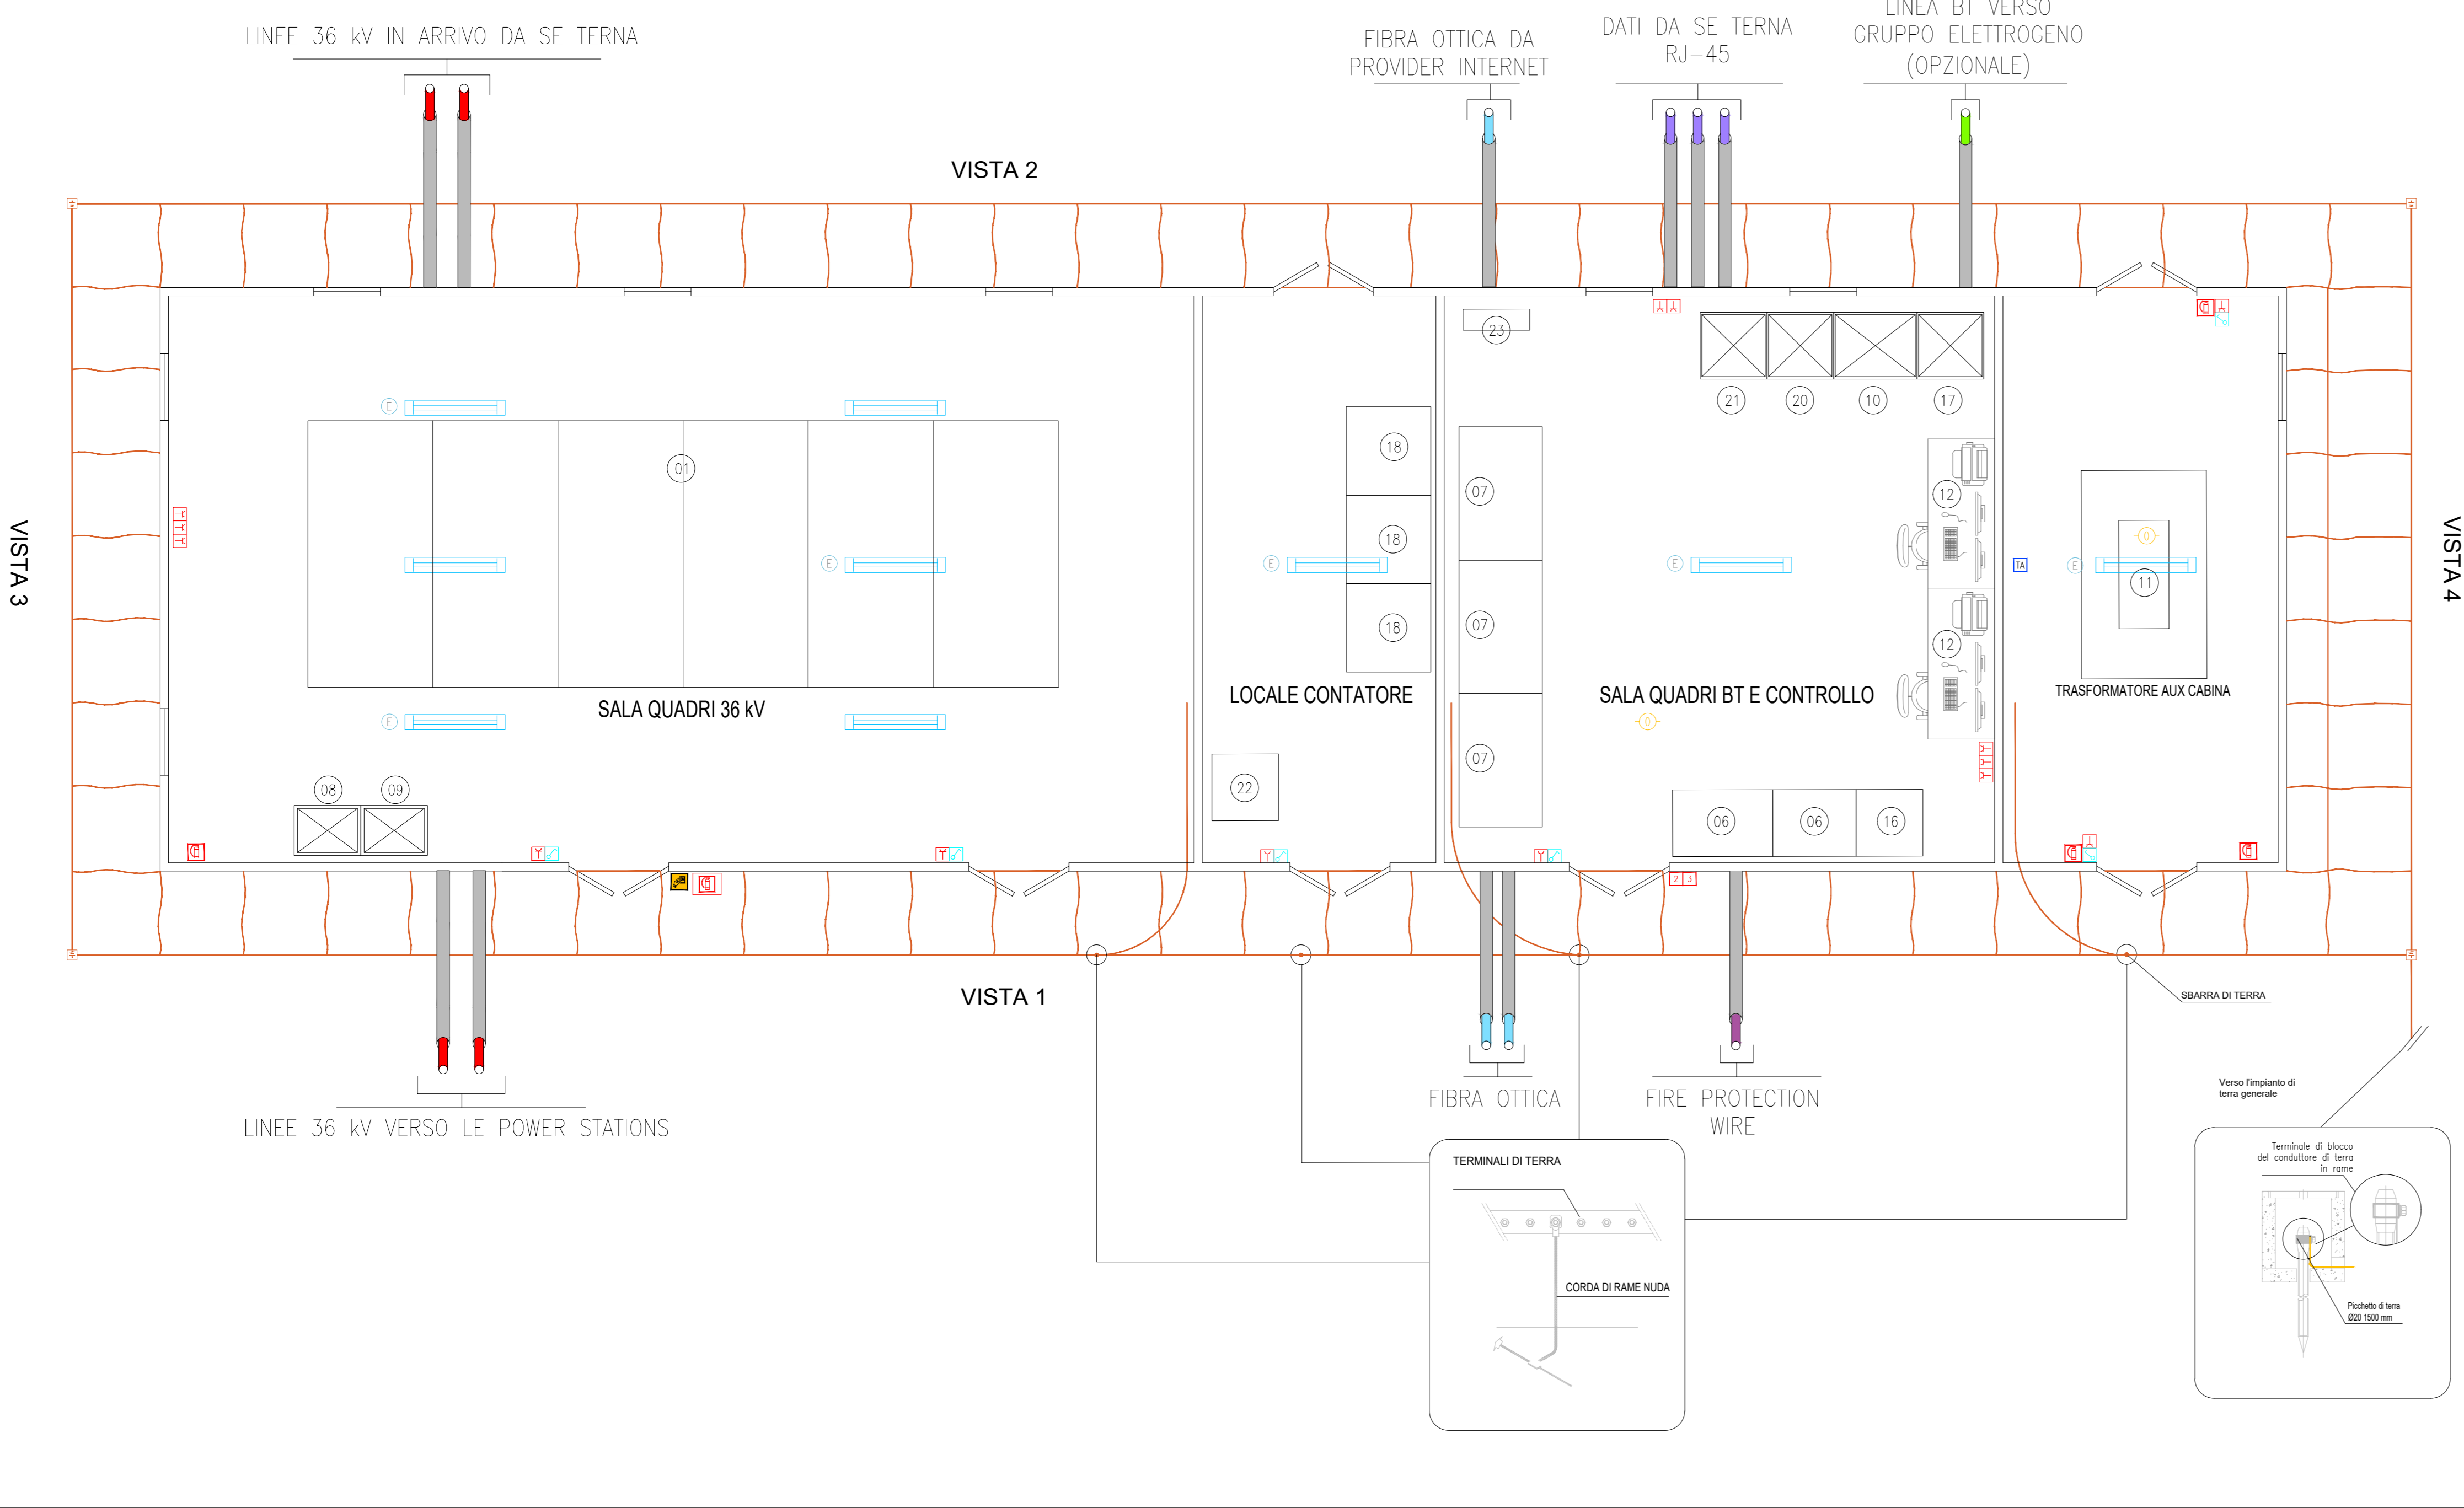 LINEE 36 kV IN ARRIVO DA SE TERNA
FIBRA OTTICA DA
PROVIDER INTERNET
DATI DA SE TERNA
RJ-45
LINEA BT VERSO
GRUPPO ELETTROGENO
(OPZIONALE)
VISTA 2
VISTA 3
VISTA 4
23
21
20
10
17
E
01
18
07
12
E
E
18
E
TA
E
11
18
07
12
E
SALA QUADRI 36 kV
LOCALE CONTATORE
SALA QUADRI BT E CONTROLLO
TRASFORMATORE AUX CABINA
08
09
22
07
06
06
16
2 3
VISTA 1
SBARRA DI TERRA
LINEE 36 kV VERSO LE POWER STATIONS
FIBRA OTTICA
FIRE PROTECTION
WIRE
Verso l'impianto di
terra generale
TERMINALI DI TERRA
CORDA DI RAME NUDA
Terminale di blocco
del conduttore di terra
in rame
Picchetto di terra
Ø20 1500 mm